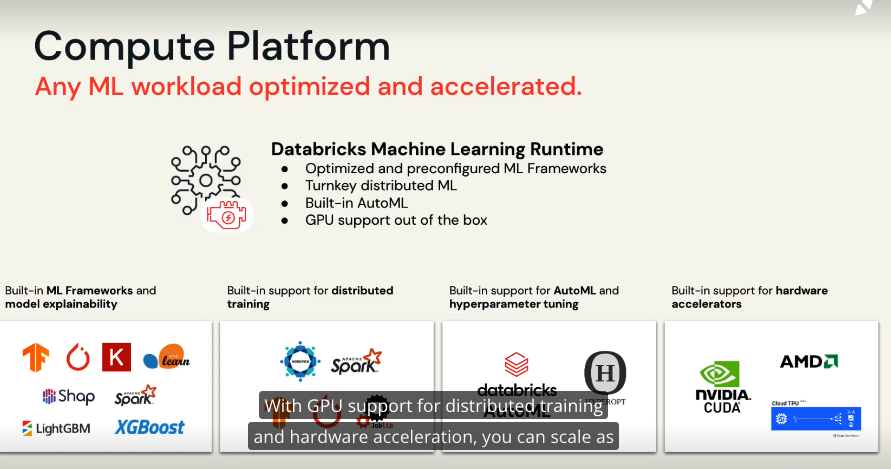 Compute Platform
Any ML workload optimized and accelerated.
Databricks Machine Learning Runtime
● Optimized and preconfigured ML Frameworks
● Turnkey distributed ML
● Built-in AutoML
● GPU support out of the box
Built-in ML Frameworks and
model explainability
TF
K
learn
Shap
APACHE
Spark
LightGBM
XGBoost
Built-in support for distributed
training
HOROVOD
APACHE
Spark
Joblib
Built-in support for AutoML and
hyperparameter tuning
databricks
AutoML
H
HYPEROPT
Built-in support for hardware
accelerators
NVIDIA.
CUDA
AMD
Cloud TPU
With GPU support for distributed training
and hardware acceleration, you can scale as